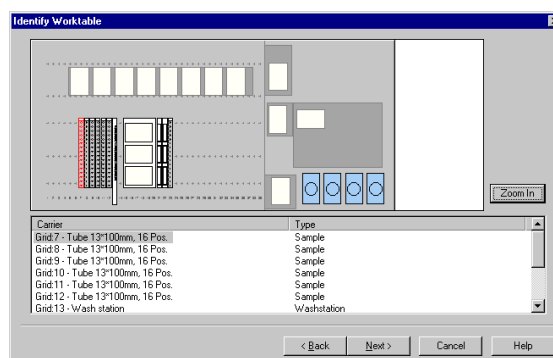 Identify Worktable
Zoom In
Carrier Type
Grid:7 - Tube 13*100mm, 16 Pos. Sample
Grid:8 - Tube 13*100mm, 16 Pos. Sample
Grid:9 - Tube 13*100mm, 16 Pos. Sample
Grid:10 - Tube 13*100mm, 16 Pos. Sample
Grid:11 - Tube 13*100mm, 16 Pos. Sample
Grid:12 - Tube 13*100mm, 16 Pos. Sample
Grid:13 - Wash station Washstation
< Back Next > Cancel Help